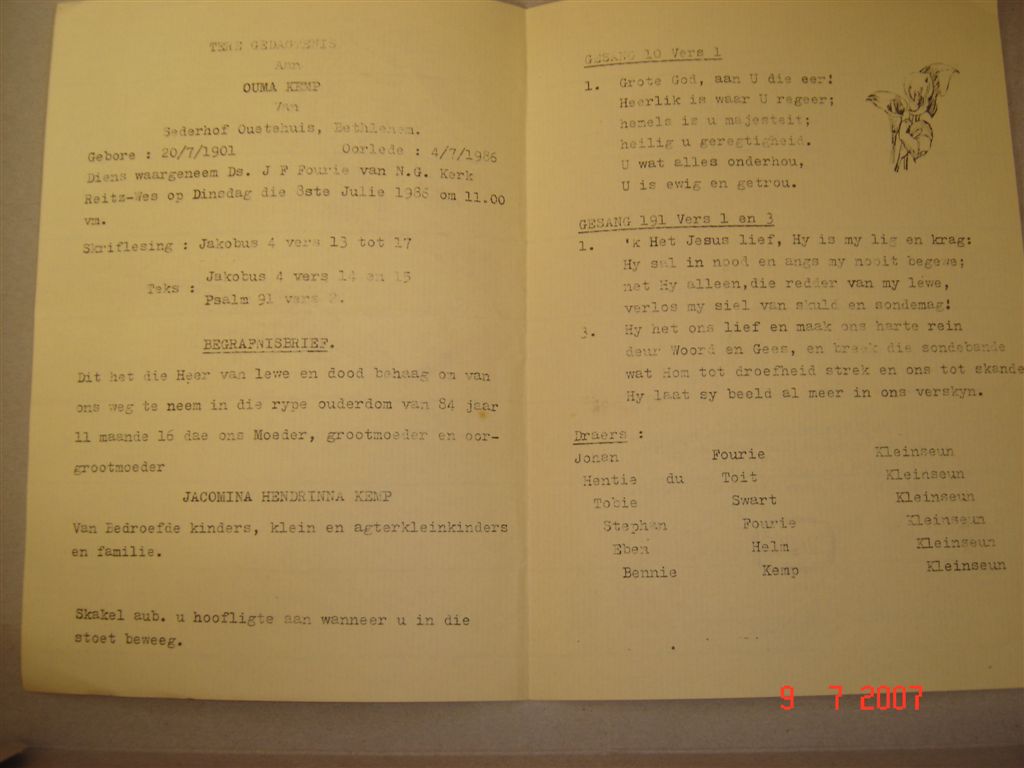 TERE GEDAGTENIS
Aan
OUMA KEMP
Van
Sederhof Ouetehuis, Bethlehem.
Gebore : 20/7/1901 Oorlede : 4/7/1986
Diens waargeneem Ds. J F Fourie van N.G. Kerk
Reitz-Wes op Dinsdag die 8ste Julie 1986 om 11.00
vm.
Skriflesing : Jakobus 4 vers 13 tot 17
Teks : Jakobus 4 vers 14 en 15
Psalm 91 vers 2.
BEGRAFNISBRIEF.
Dit het die Heer van lewe en dood behaag om van
ons weg te neem in die rype ouderdom van 84 jaar
11 maande 16 dae ons Moeder, grootmoeder en oor-
grootmoeder
JACOMINA HENDRINNA KEMP
Van Bedroefde kinders, klein en agterkleinkinders
en familie.
Skakel aub. u hoofligte aan wanneer u in die
stoet beweeg.
GESANG 10 Vers 1
1. Grote God, aan U die eer!
Heerlik is waar U regeer;
hemels is u majesteit;
heilig u geregtigheid.
U wat alles onderhou,
U is ewig en getrou.
GESANG 191 Vers 1 en 3
1. 'k Het Jesus lief, Hy is my lig en krag:
Hy sal in nood en angs my nooit begewe;
net Hy alleen, die redder van my lewe,
verlos my siel van skuld en sondemag!
3. Hy het ons lief en maak ons harte rein
deur Woord en Gees, en breek die sondebande
wat Hom tot droefheid strek en ons tot skande
Hy laat sy beeld al meer in ons verskyn.
Draers :
Johan Fourie Kleinseun
Hentie du Toit Kleinseun
Tobie Swart Kleinseun
Stephan Fourie Kleinseun
Eben Helm Kleinseun
Bennie Kemp Kleinseun
9 7 2007